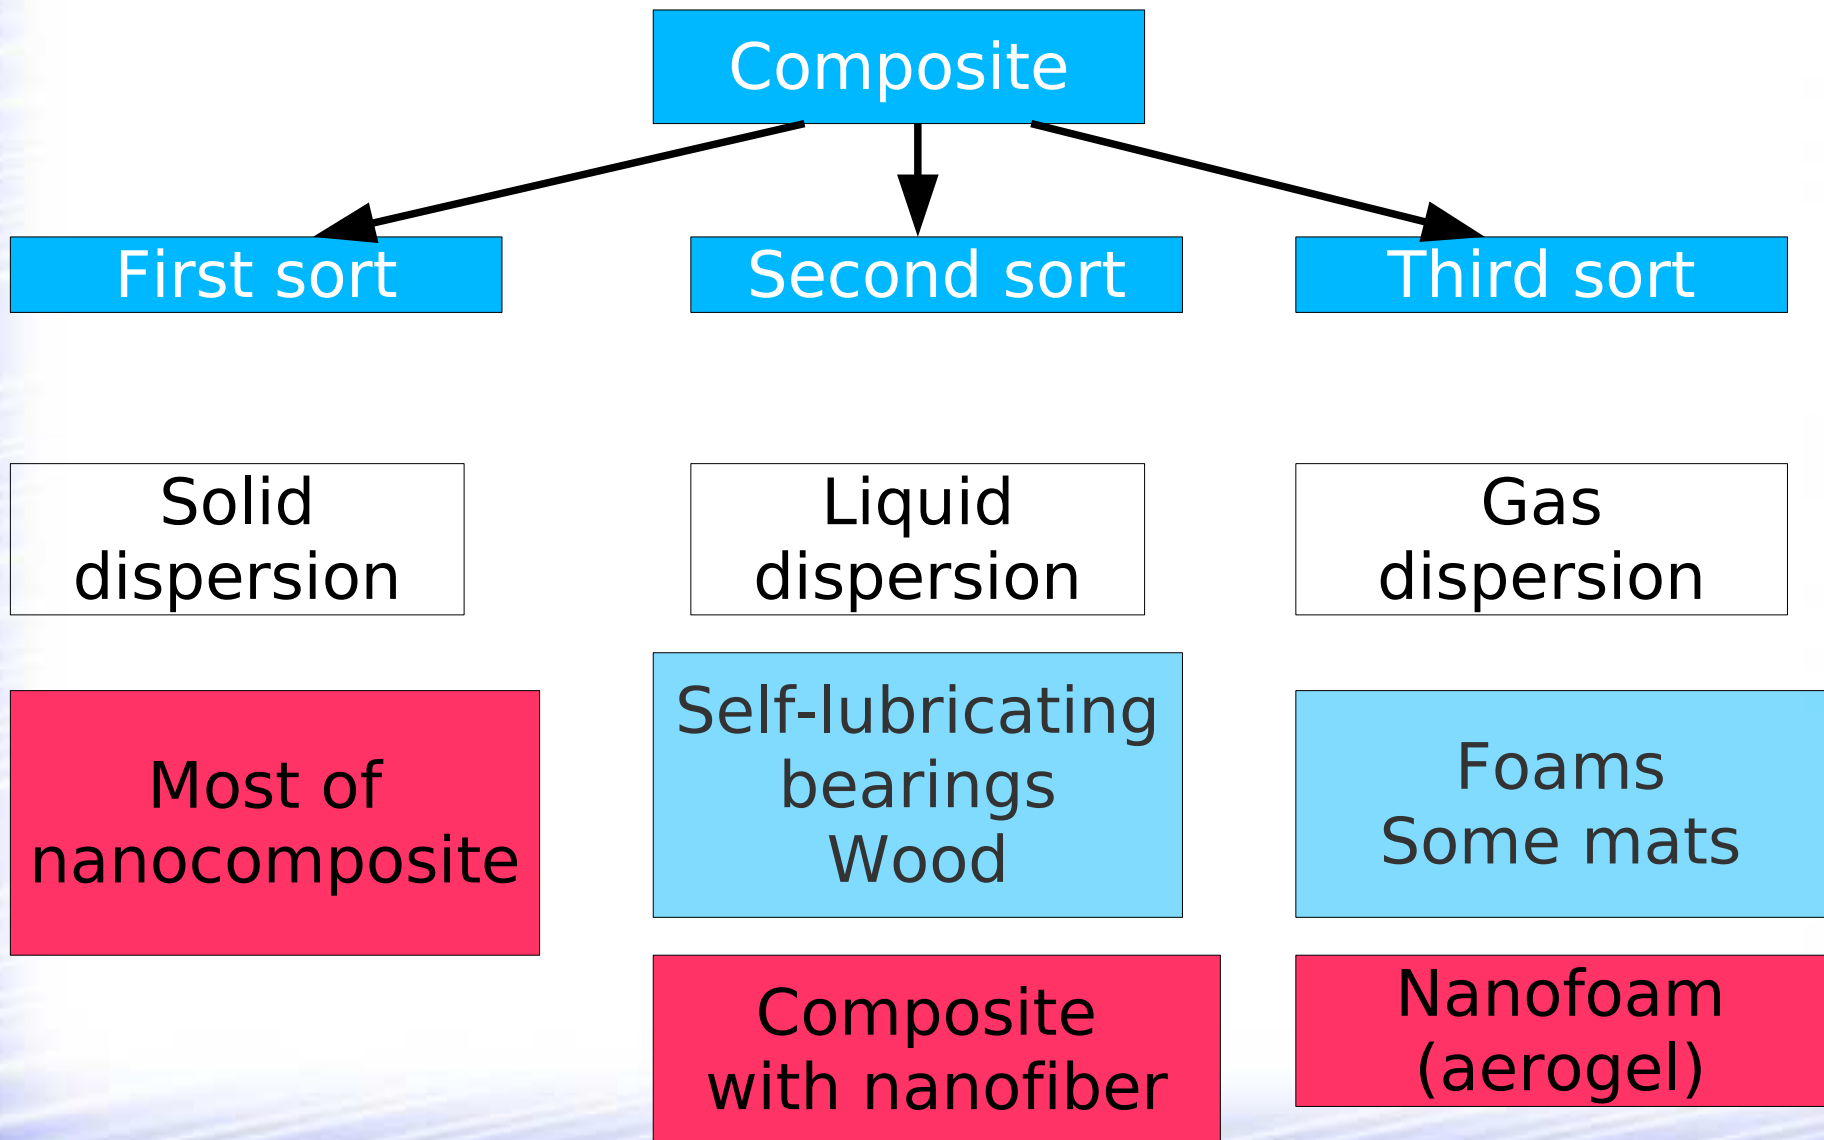 Composite
First sort
Second sort
Third sort
Solid
dispersion
Liquid
dispersion
Gas
dispersion
Most of
nanocomposite
Self-lubricating
bearings
Wood
Foams
Some mats
Composite
with nanofiber
Nanofoam
(aerogel)